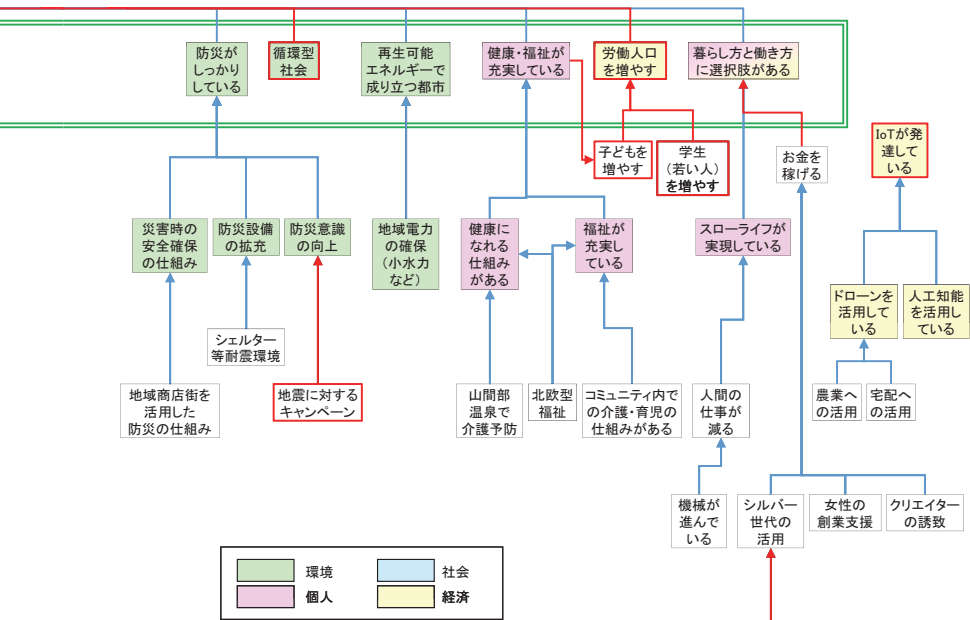 防災が
しっかり
している
循環型
社会
再生可能
エネルギーで
成り立つ都市
健康・福祉が
充実している
労働人口
を増やす
暮らし方と働き方
に選択肢がある
子どもを
増やす
学生
（若い人）
を増やす
お金を
稼げる
IoTが発
達して
いる
災害時の
安全確保
の仕組み
防災設備
の拡充
防災意識
の向上
地域電力
の確保
（小水力
など）
健康に
なれる
仕組み
がある
福祉が
充実し
ている
スローライフが
実現している
ドローンを
活用して
いる
人工知能
を活用し
ている
シェルター
等耐震環境
地域商店街を
活用した
防災の仕組み
地震に対する
キャンペーン
山間部
温泉で
介護予防
北欧型
福祉
コミュニティ内で
の介護・育児の
仕組みがある
人間の
仕事が
減る
農業へ
の活用
宅配へ
の活用
機械が
進んで
いる
シルバー
世代の
活用
女性の
創業支援
クリエイター
の誘致
環境
社会
個人
経済